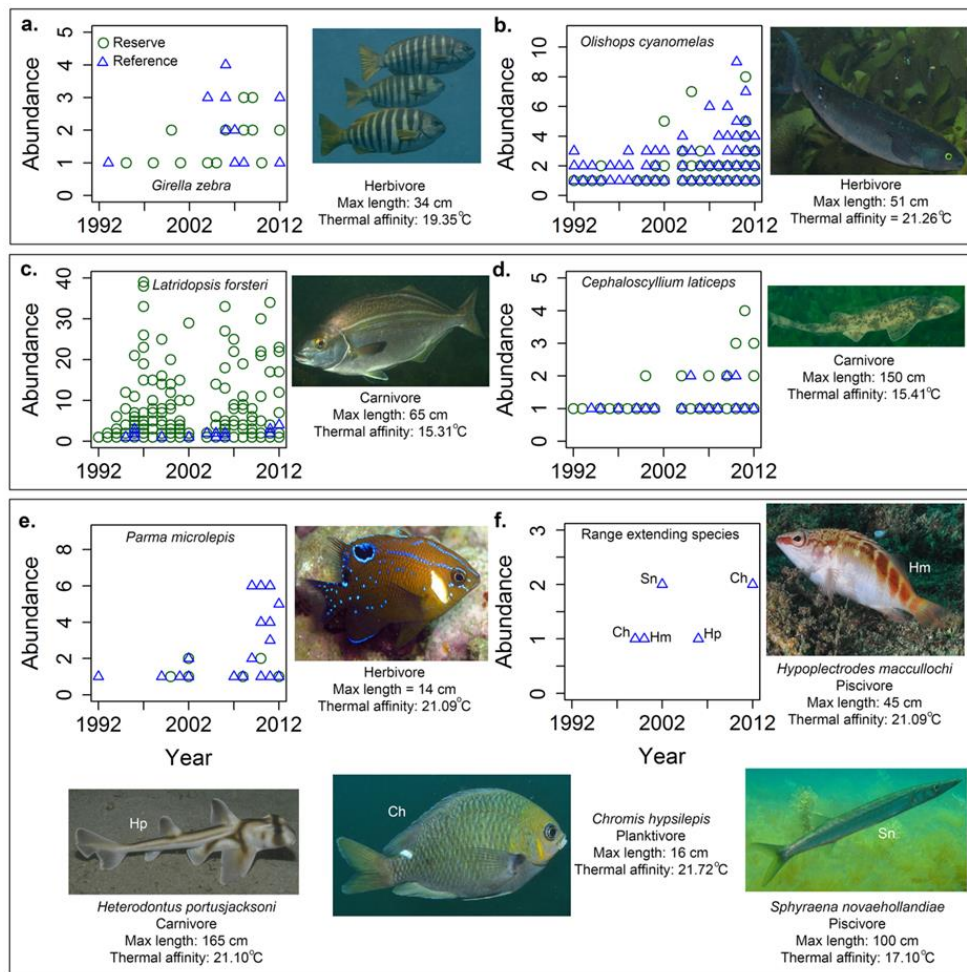 a.
Abundance
5
4
3
2
1
0
Reserve
Reference
Girella zebra
1992 2002 2012
Herbivore
Max length: 34 cm
Thermal affinity: 19.35°C
b.
Abundance
10
8
6
4
2
0
Olishops cyanomelas
1992 2002 2012
Herbivore
Max length: 51 cm
Thermal affinity = 21.26°C
c.
Abundance
40
30
20
10
0
Latridopsis forsteri
1992 2002 2012
Carnivore
Max length: 65 cm
Thermal affinity: 15.31°C
d.
Abundance
5
4
3
2
1
0
Cephaloscyllium laticeps
1992 2002 2012
Carnivore
Max length: 150 cm
Thermal affinity: 15.41°C
e.
Abundance
8
6
4
2
0
Parma microlepis
1992 2002 2012
Year
Herbivore
Max length = 14 cm
Thermal affinity: 21.09°C
f.
Abundance
3
2
1
0
Range extending species
Sn
Ch
Ch
Hm
Hp
1992 2002 2012
Year
Hm
Hypoplectrodes maccullochi
Piscivore
Max length: 45 cm
Thermal affinity: 21.09°C
Hp
Heterodontus portusjacksoni
Carnivore
Max length: 165 cm
Thermal affinity: 21.10°C
Ch
Chromis hypsilepis
Planktivore
Max length: 16 cm
Thermal affinity: 21.72°C
Sn
Sphyraena novaehollandiae
Piscivore
Max length: 100 cm
Thermal affinity: 17.10°C